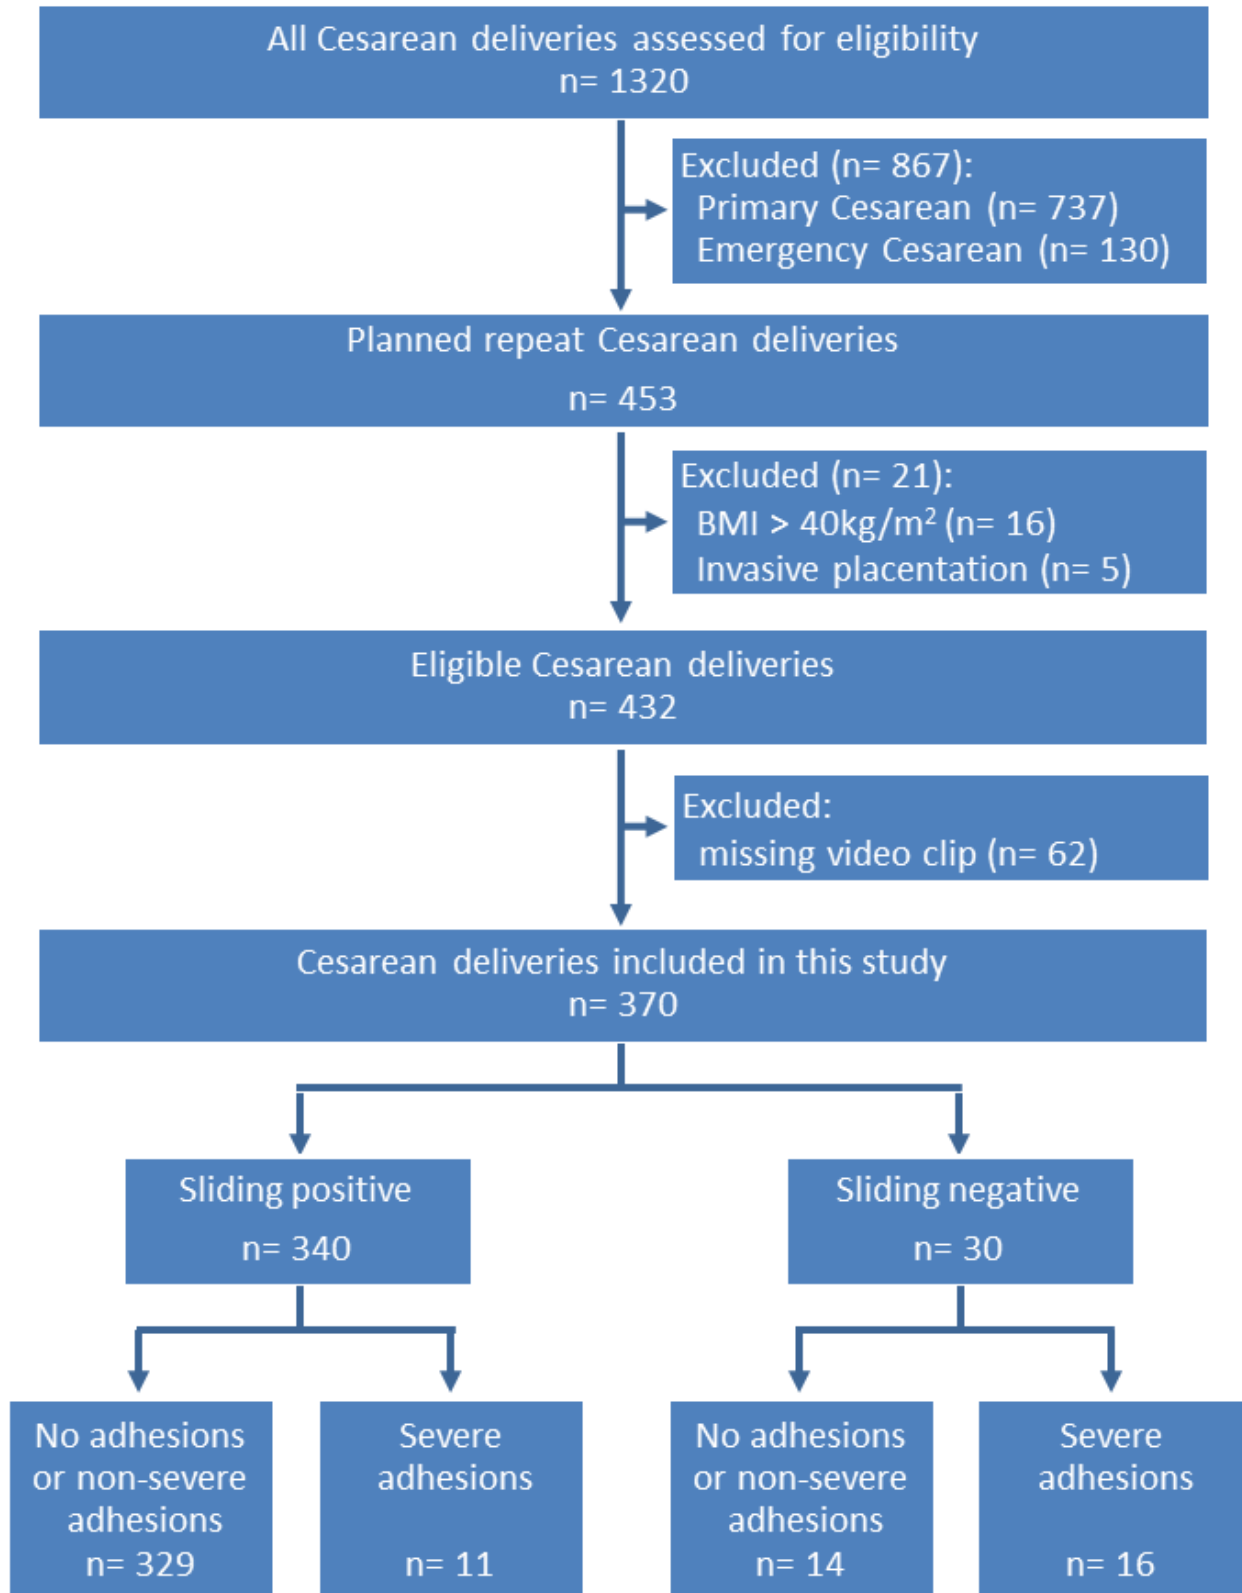 All Cesarean deliveries assessed for eligibility
n= 1320
Excluded (n= 867):
Primary Cesarean (n= 737)
Emergency Cesarean (n= 130)
Planned repeat Cesarean deliveries
n= 453
Excluded (n= 21):
BMI > 40kg/m² (n= 16)
Invasive placentation (n= 5)
Eligible Cesarean deliveries
n= 432
Excluded:
missing video clip (n= 62)
Cesarean deliveries included in this study
n= 370
Sliding positive
n= 340
Sliding negative
n= 30
No adhesions
or non-severe
adhesions
n= 329
Severe
adhesions
n= 11
No adhesions
or non-severe
adhesions
n= 14
Severe
adhesions
n= 16